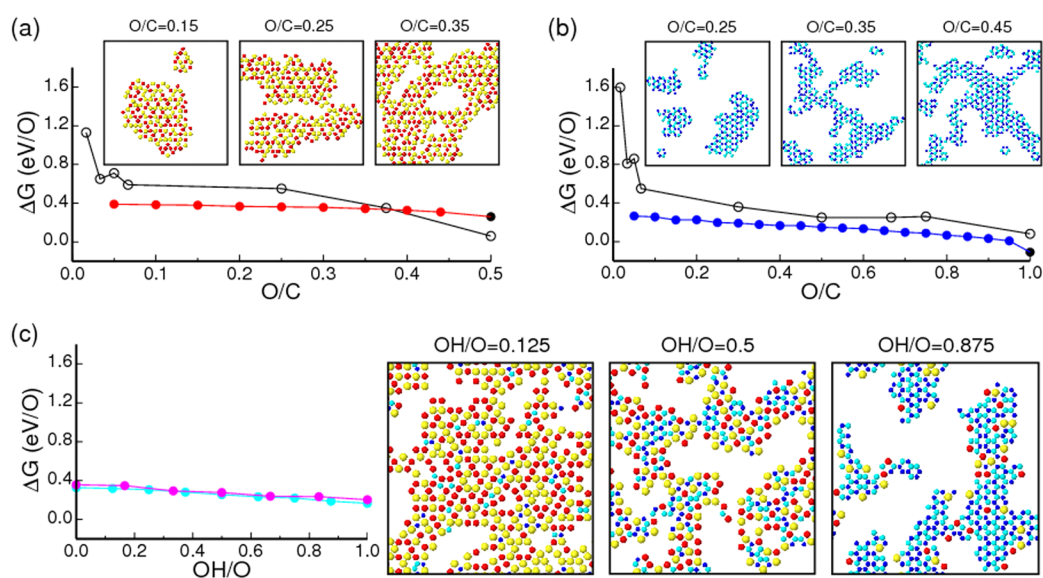 (a)
O/C=0.15 O/C=0.25 O/C=0.35
1.6
1.2
0.8
0.4
0.0
ΔG (eV/O)
0.0 0.1 0.2 0.3 0.4 0.5
O/C
(b)
O/C=0.25 O/C=0.35 O/C=0.45
1.6
1.2
0.8
0.4
0.0
ΔG (eV/O)
0.0 0.2 0.4 0.6 0.8 1.0
O/C
(c)
1.6
1.2
0.8
0.4
0.0
ΔG (eV/O)
0.0 0.2 0.4 0.6 0.8 1.0
OH/O
OH/O=0.125 OH/O=0.5 OH/O=0.875